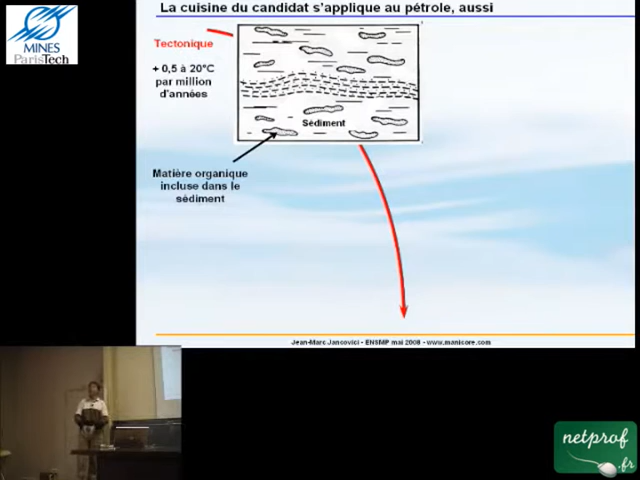 La cuisine du candidat s'applique au pétrole, aussi
MINES
ParisTech
Tectonique
+ 0,5 à 20°C
par million
d'années
Sédiment
Matière organique
incluse dans le
sédiment
Jean-Marc Jancovici - ENSMP mai 2008 - www.manicore.com
netprof
.fr